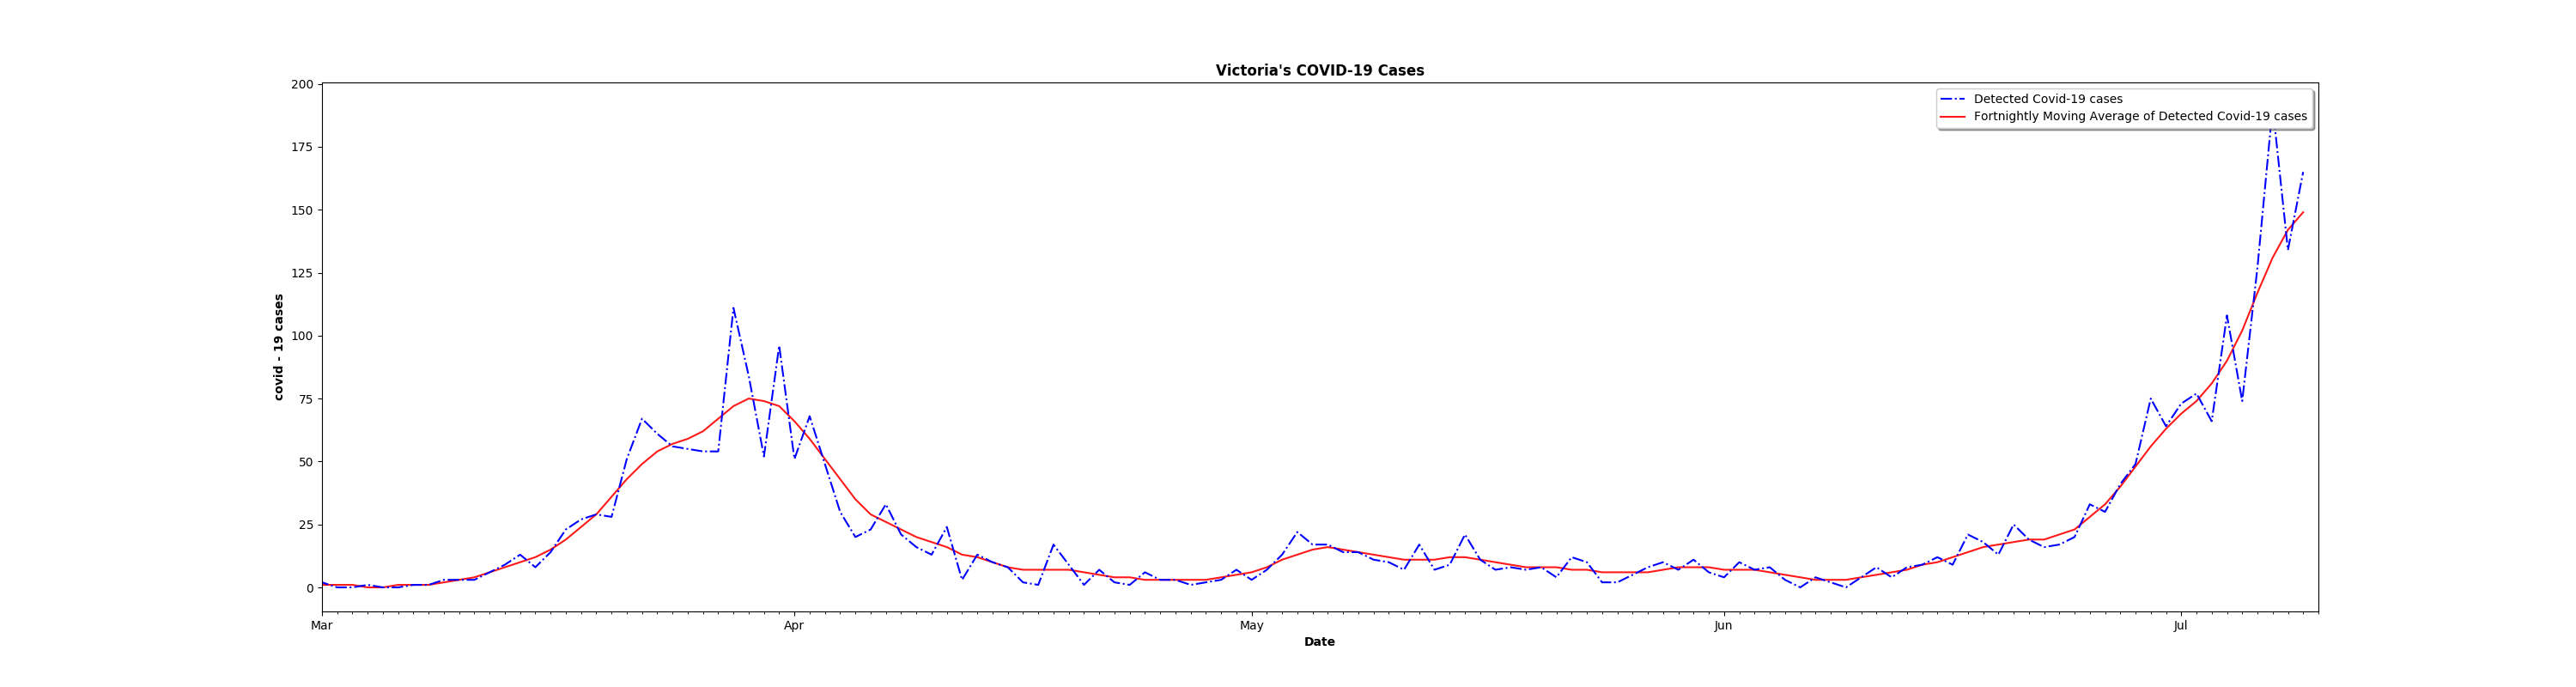 Victoria's COVID-19 Cases
Detected Covid-19 cases
Fortnightly Moving Average of Detected Covid-19 cases
200
175
150
125
100
75
50
25
0
covid - 19 cases
Mar Apr May Jun Jul
Date